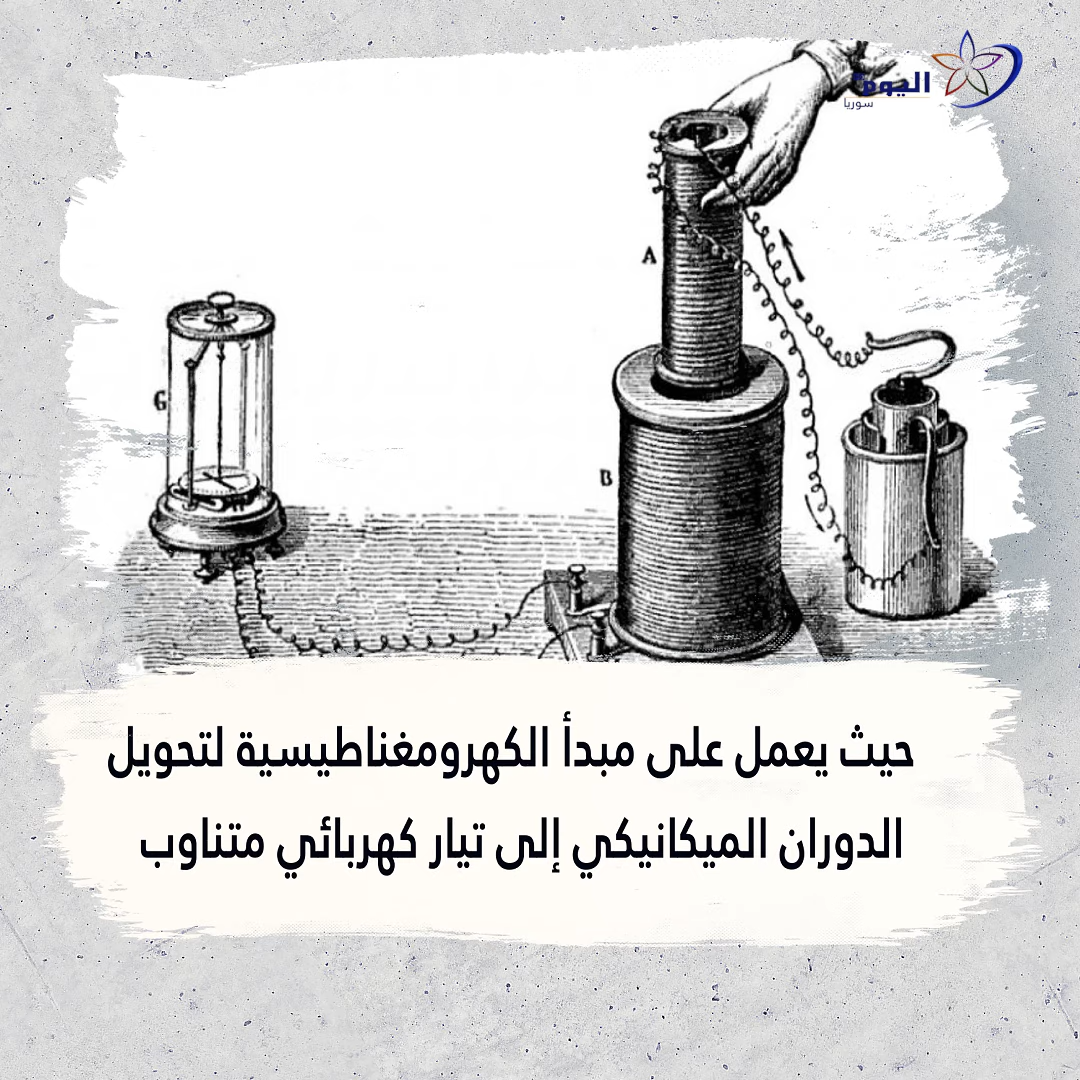 اليوم
سوريا
A
G
B
حيث يعمل على مبدأ الكهرومغناطيسية لتحويل
الدوران الميكانيكي إلى تيار كهربائي متناوب